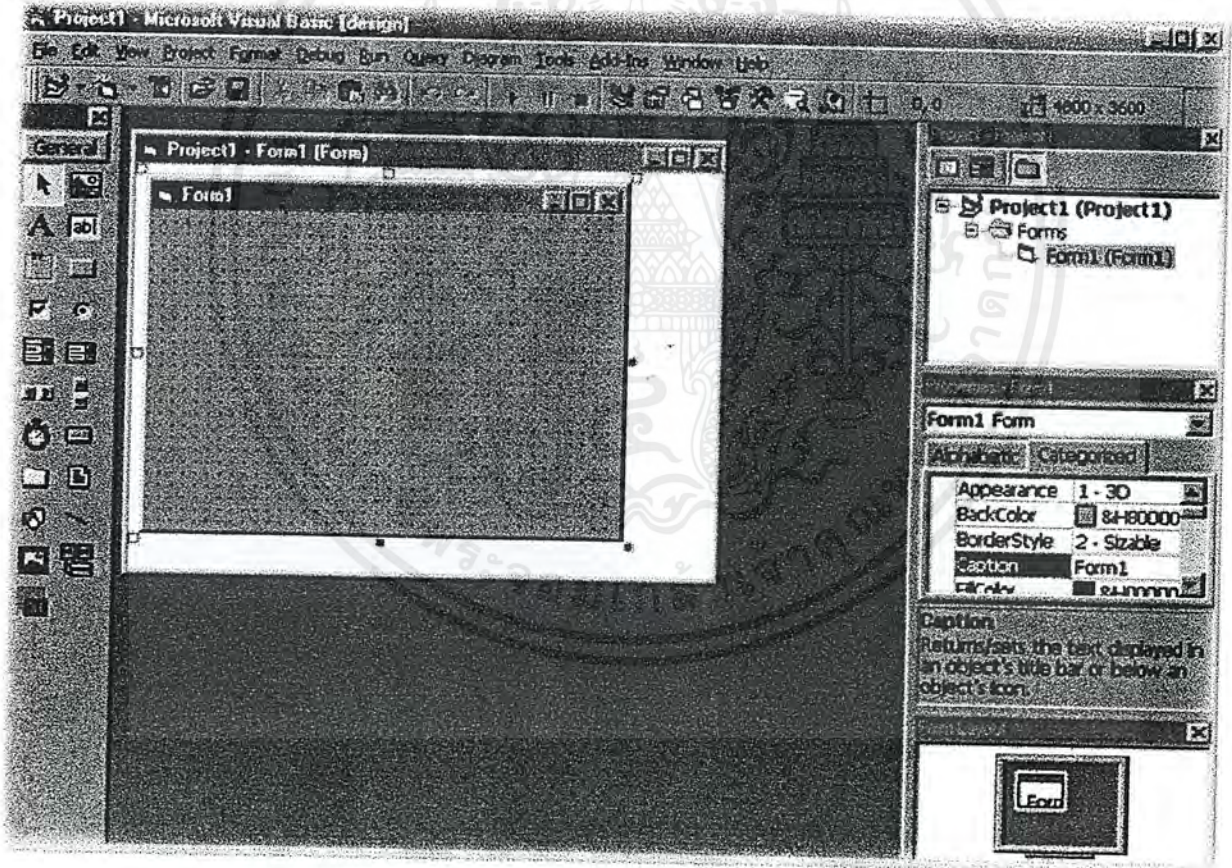 Project1 - Microsoft Visual Basic [design]
File Edit View Project Format Debug Run Query Diagram Tools Add-Ins Window Help
0, 0 4800 x 3600
General
Project1 - Form1 (Form)
Form1
Project1 (Project1)
Forms
Form1 (Form1)
Form1 Form
Alphabetic Categorized
Appearance 1 - 3D
BackColor &H80000
BorderStyle 2 - Sizable
Caption Form1
FillColor &H00000
Caption
Returns/sets the text displayed in
an object's title bar or below an
object's icon.
Form